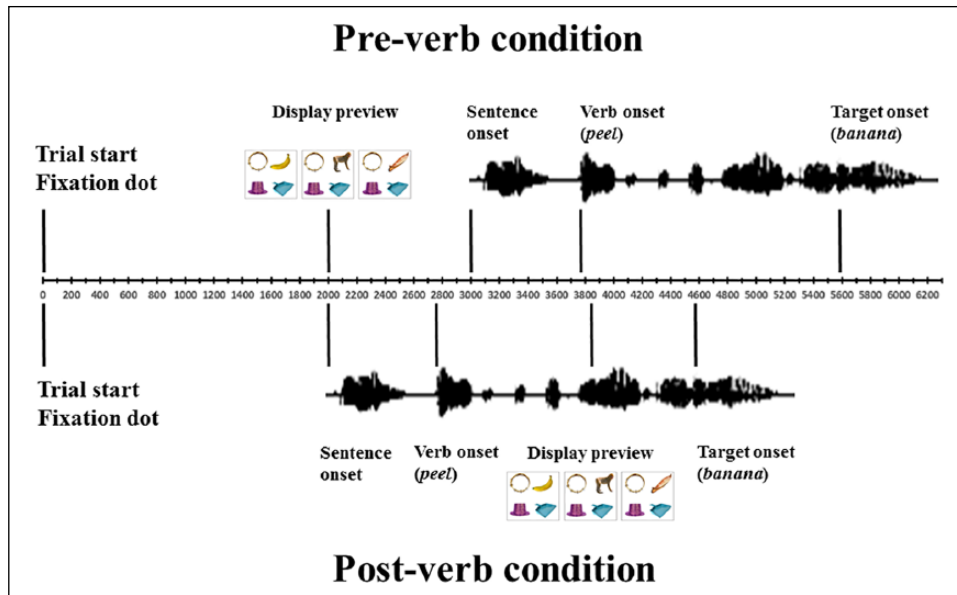 Pre-verb condition
Display preview
Sentence
onset
Verb onset
(peel)
Target onset
(banana)
Trial start
Fixation dot
0 200 400 600 800 1000 1200 1400 1600 1800 2000 2200 2400 2600 2800 3000 3200 3400 3600 3800 4000 4200 4400 4600 4800 5000 5200 5400 5600 5800 6000 6200
Trial start
Fixation dot
Sentence
onset
Verb onset
(peel)
Display preview
Target onset
(banana)
Post-verb condition